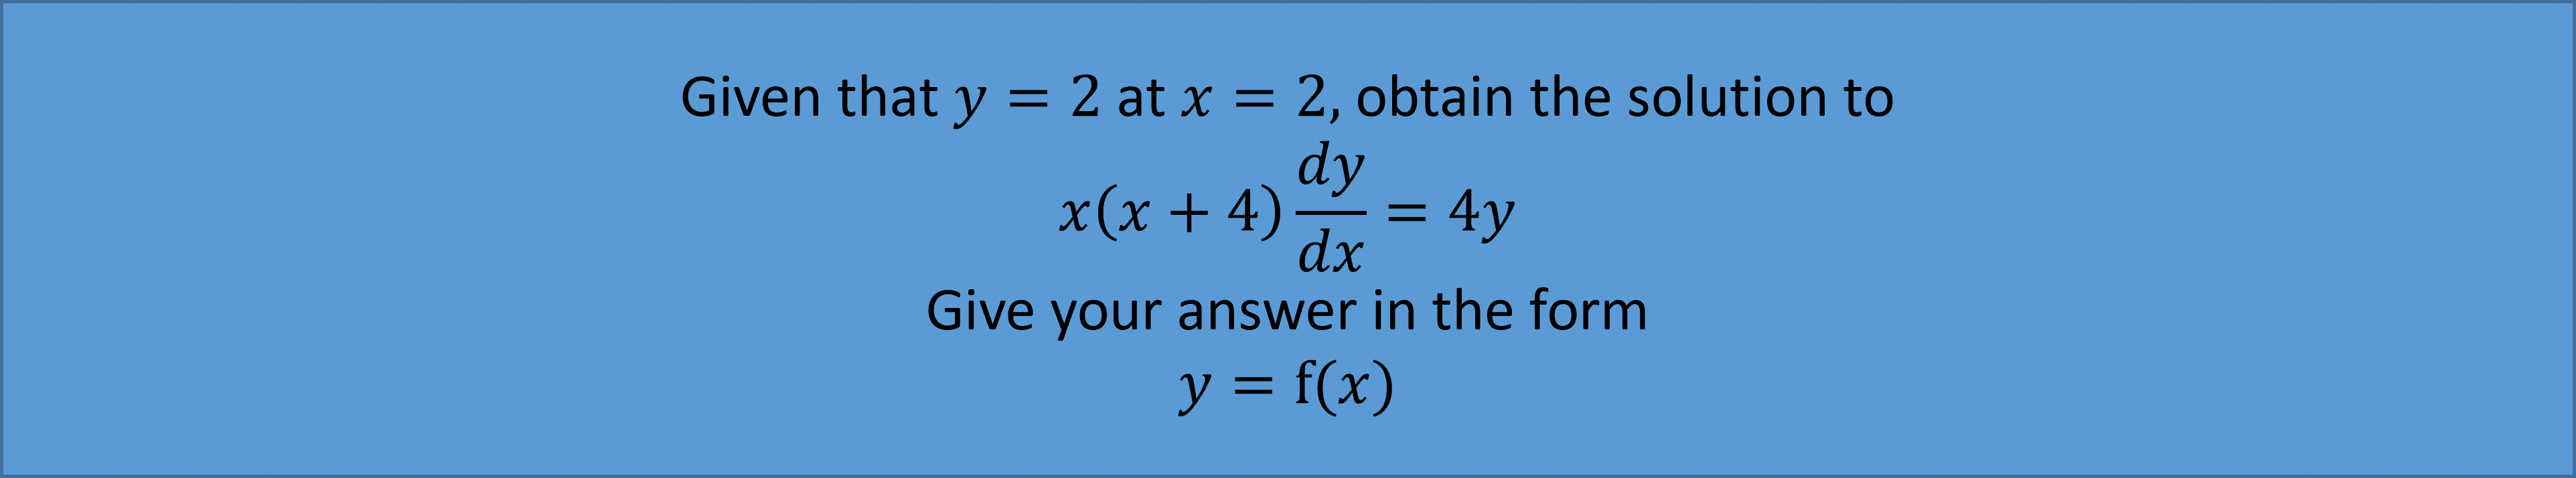 Given that y = 2 at x = 2, obtain the solution to
x(x + 4) dy/dx = 4y
Give your answer in the form
y = f(x)